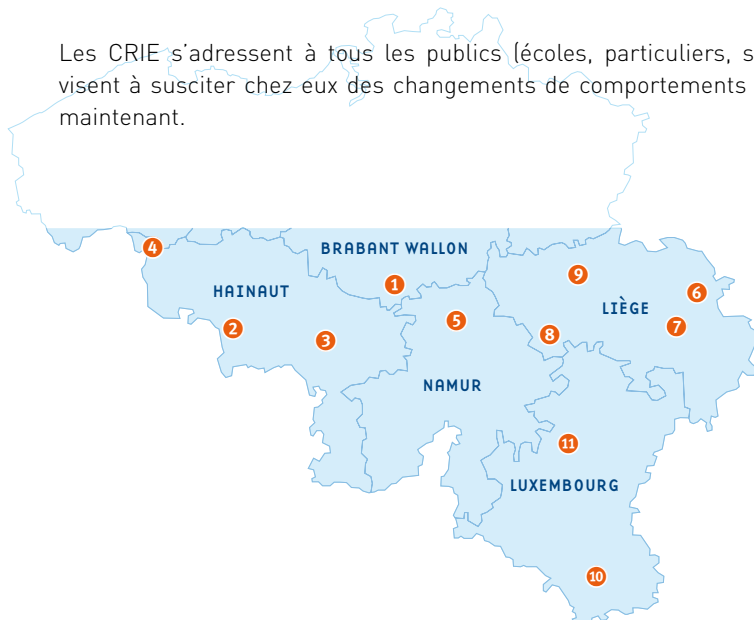 Les CRIE s’adressent à tous les publics (écoles, particuliers, s
visent à susciter chez eux des changements de comportements
maintenant.
4
BRABANT WALLON
9
HAINAUT
1
6
LIÈGE
5
7
2
8
3
NAMUR
11
LUXEMBOURG
10